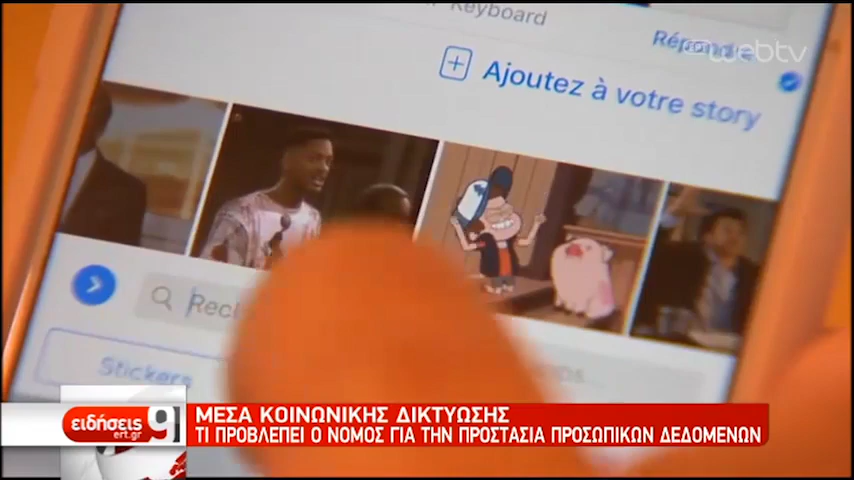 Keyboard
Répondre
webtv
Ajoutez à votre story
Recl
Stickers
ειδήσεις
ert.gr
9
ΜΕΣΑ ΚΟΙΝΩΝΙΚΗΣ ΔΙΚΤΥΩΣΗΣ
ΤΙ ΠΡΟΒΛΕΠΕΙ Ο ΝΟΜΟΣ ΓΙΑ ΤΗΝ ΠΡΟΣΤΑΣΙΑ ΠΡΟΣΩΠΙΚΩΝ ΔΕΔΟΜΕΝΩΝ